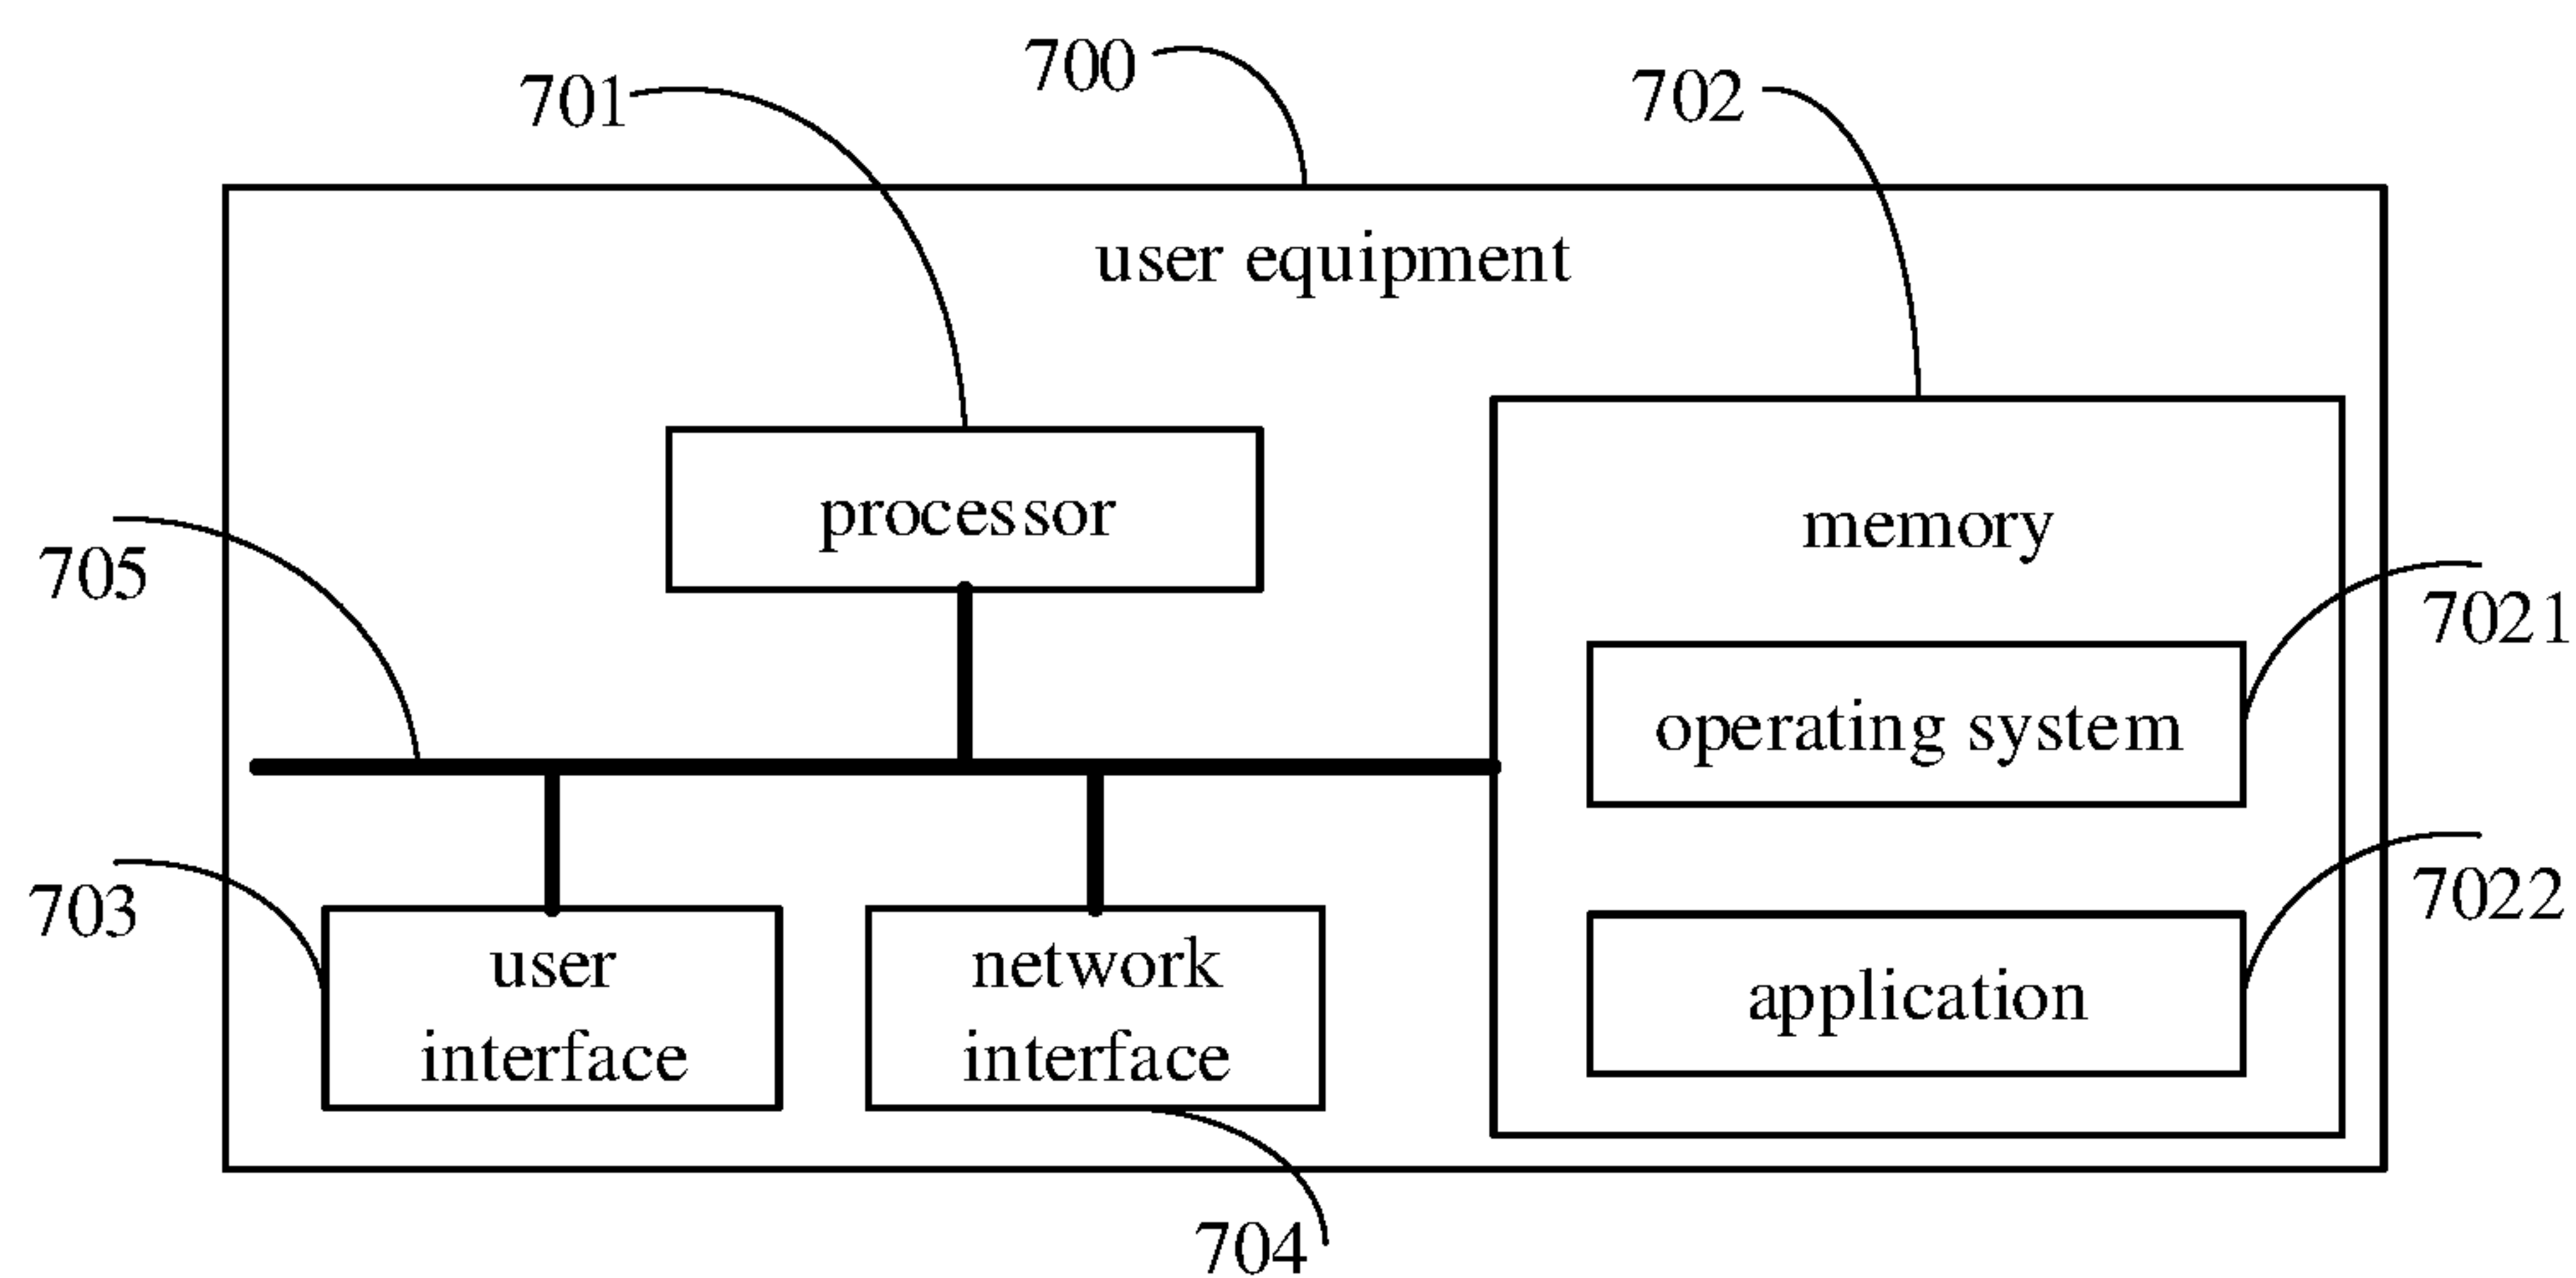 700
701
702
user equipment
processor
memory
705
7021
operating system
703
7022
user
interface
network
interface
application
704